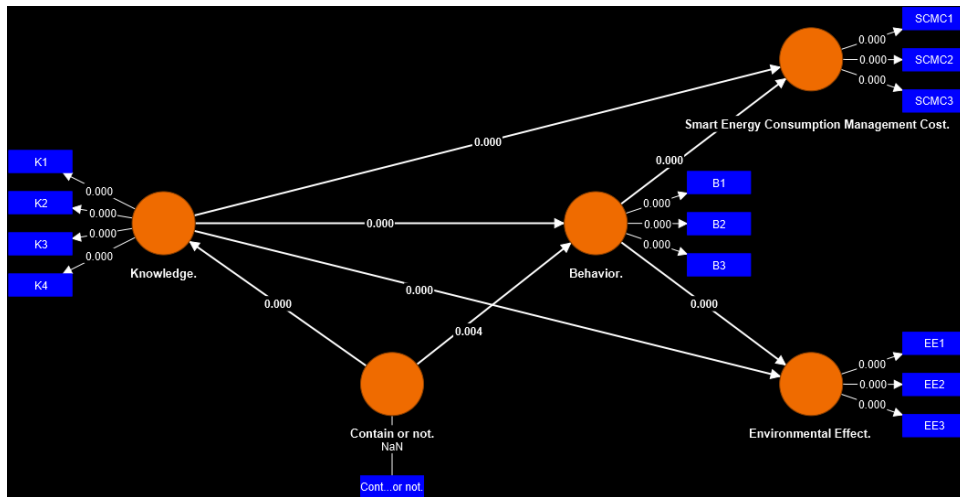 SCMC1
0.000
SCMC2
0.000
SCMC3
0.000
Smart Energy Consumption Management Cost.
0.000
0.000
K1
0.000
K2
0.000
K3
0.000
K4
0.000
Knowledge.
0.000
B1
0.000
B2
0.000
B3
0.000
Behavior.
0.000
0.000
0.000
0.004
EE1
0.000
EE2
0.000
EE3
0.000
Environmental Effect.
Contain or not.
NaN
Cont...or not.